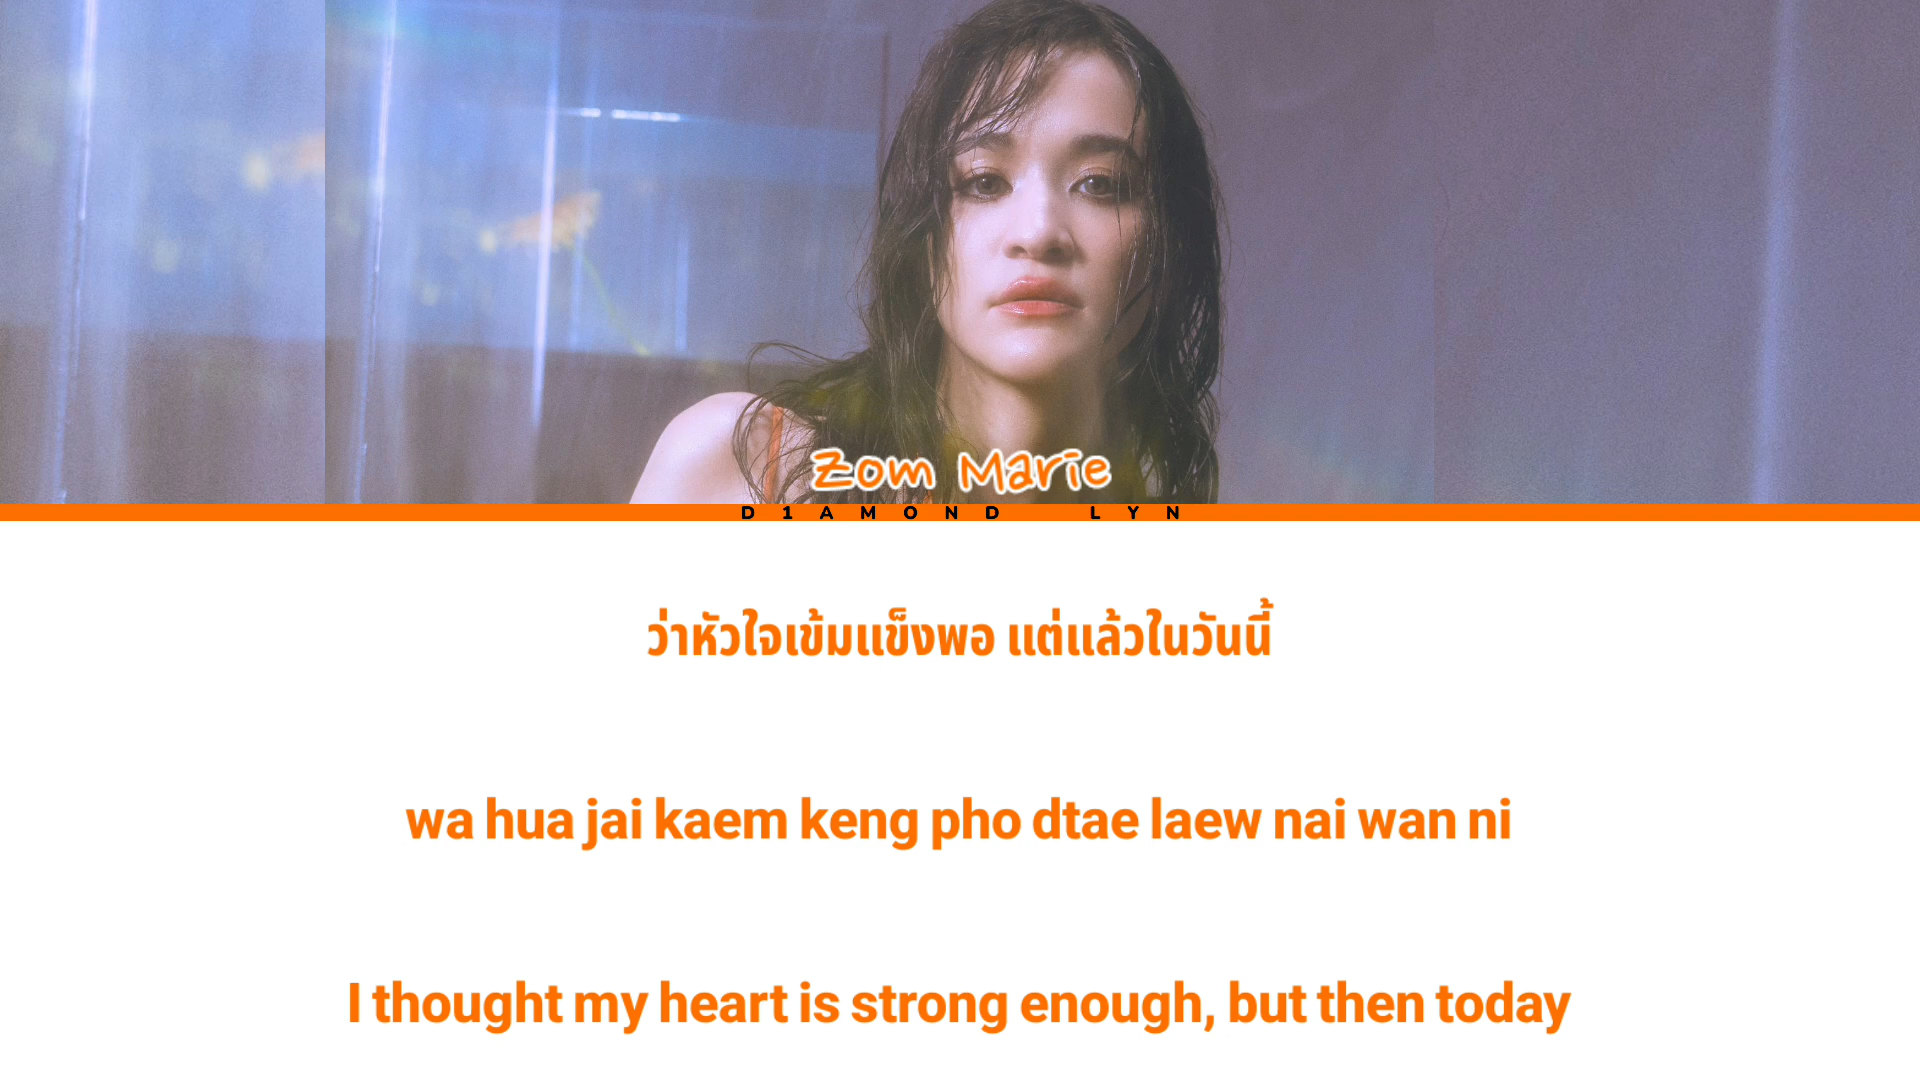 Zom Marie
D1AMOND LYN
ว่าหัวใจเข้มแข็งพอ แต่แล้วในวันนี้
wa hua jai kaem keng pho dtae laew nai wan ni
I thought my heart is strong enough, but then today